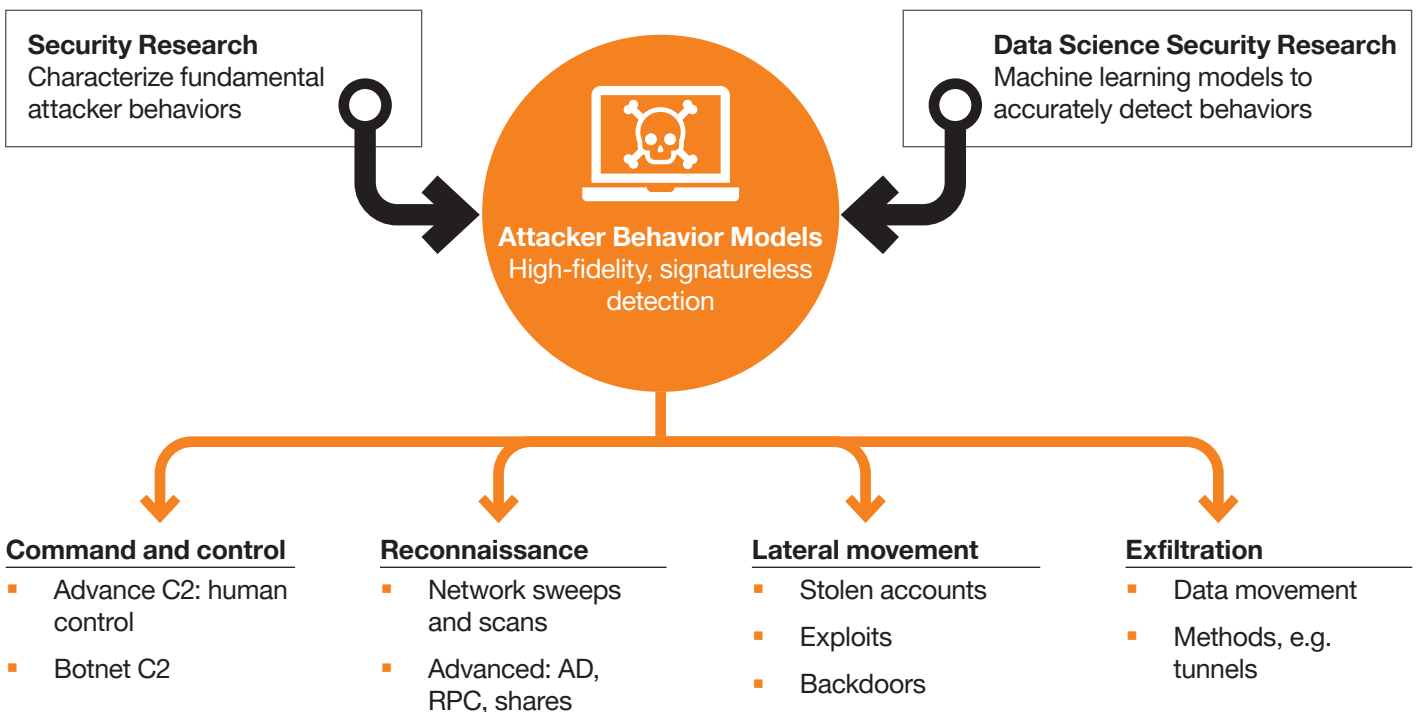 Security Research
Characterize fundamental
attacker behaviors
Data Science Security Research
Machine learning models to
accurately detect behaviors
Attacker Behavior Models
High-fidelity, signatureless
detection
Command and control
Advance C2: human
control
Botnet C2
Reconnaissance
Network sweeps
and scans
Advanced: AD,
RPC, shares
Lateral movement
Stolen accounts
Exploits
Backdoors
Exfiltration
Data movement
Methods, e.g.
tunnels